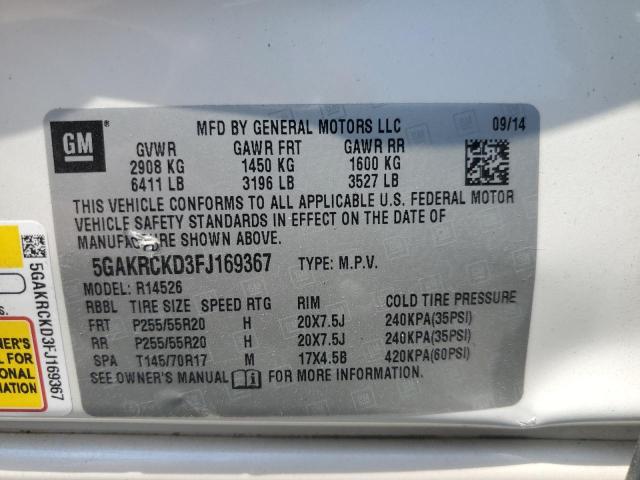 GM
MFD BY GENERAL MOTORS LLC 09/14
GVWR GAWR FRT GAWR RR
2908 KG 1450 KG 1600 KG
6411 LB 3196 LB 3527 LB
THIS VEHICLE CONFORMS TO ALL APPLICABLE U.S. FEDERAL MOTOR
VEHICLE SAFETY STANDARDS IN EFFECT ON THE DATE OF
MANUFACTURE SHOWN ABOVE.
5GAKRCKD3FJ169367 TYPE: M.P.V.
MODEL: R14526
RBBL TIRE SIZE SPEED RTG RIM COLD TIRE PRESSURE
FRT P255/55R20 H 20X7.5J 240KPA(35PSI)
RR P255/55R20 H 20X7.5J 240KPA(35PSI)
SPA T145/70R17 M 17X4.5B 420KPA(60PSI)
SEE OWNER'S MANUAL FOR MORE INFORMATION.
5GAKRCKD3FJ169367
WNER'S
L FOR
TIONAL
RMATION